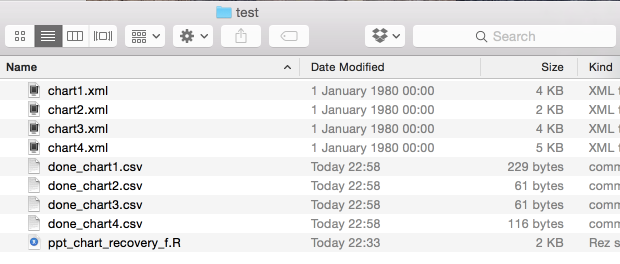 test
Search
Name Date Modified Size Kind
chart1.xml 1 January 1980 00:00 4 KB XML
chart2.xml 1 January 1980 00:00 2 KB XML
chart3.xml 1 January 1980 00:00 4 KB XML
chart4.xml 1 January 1980 00:00 5 KB XML
done_chart1.csv Today 22:58 229 bytes comm
done_chart2.csv Today 22:58 61 bytes comm
done_chart3.csv Today 22:58 61 bytes comm
done_chart4.csv Today 22:58 116 bytes comm
ppt_chart_recovery_f.R Today 22:33 2 KB Rez s